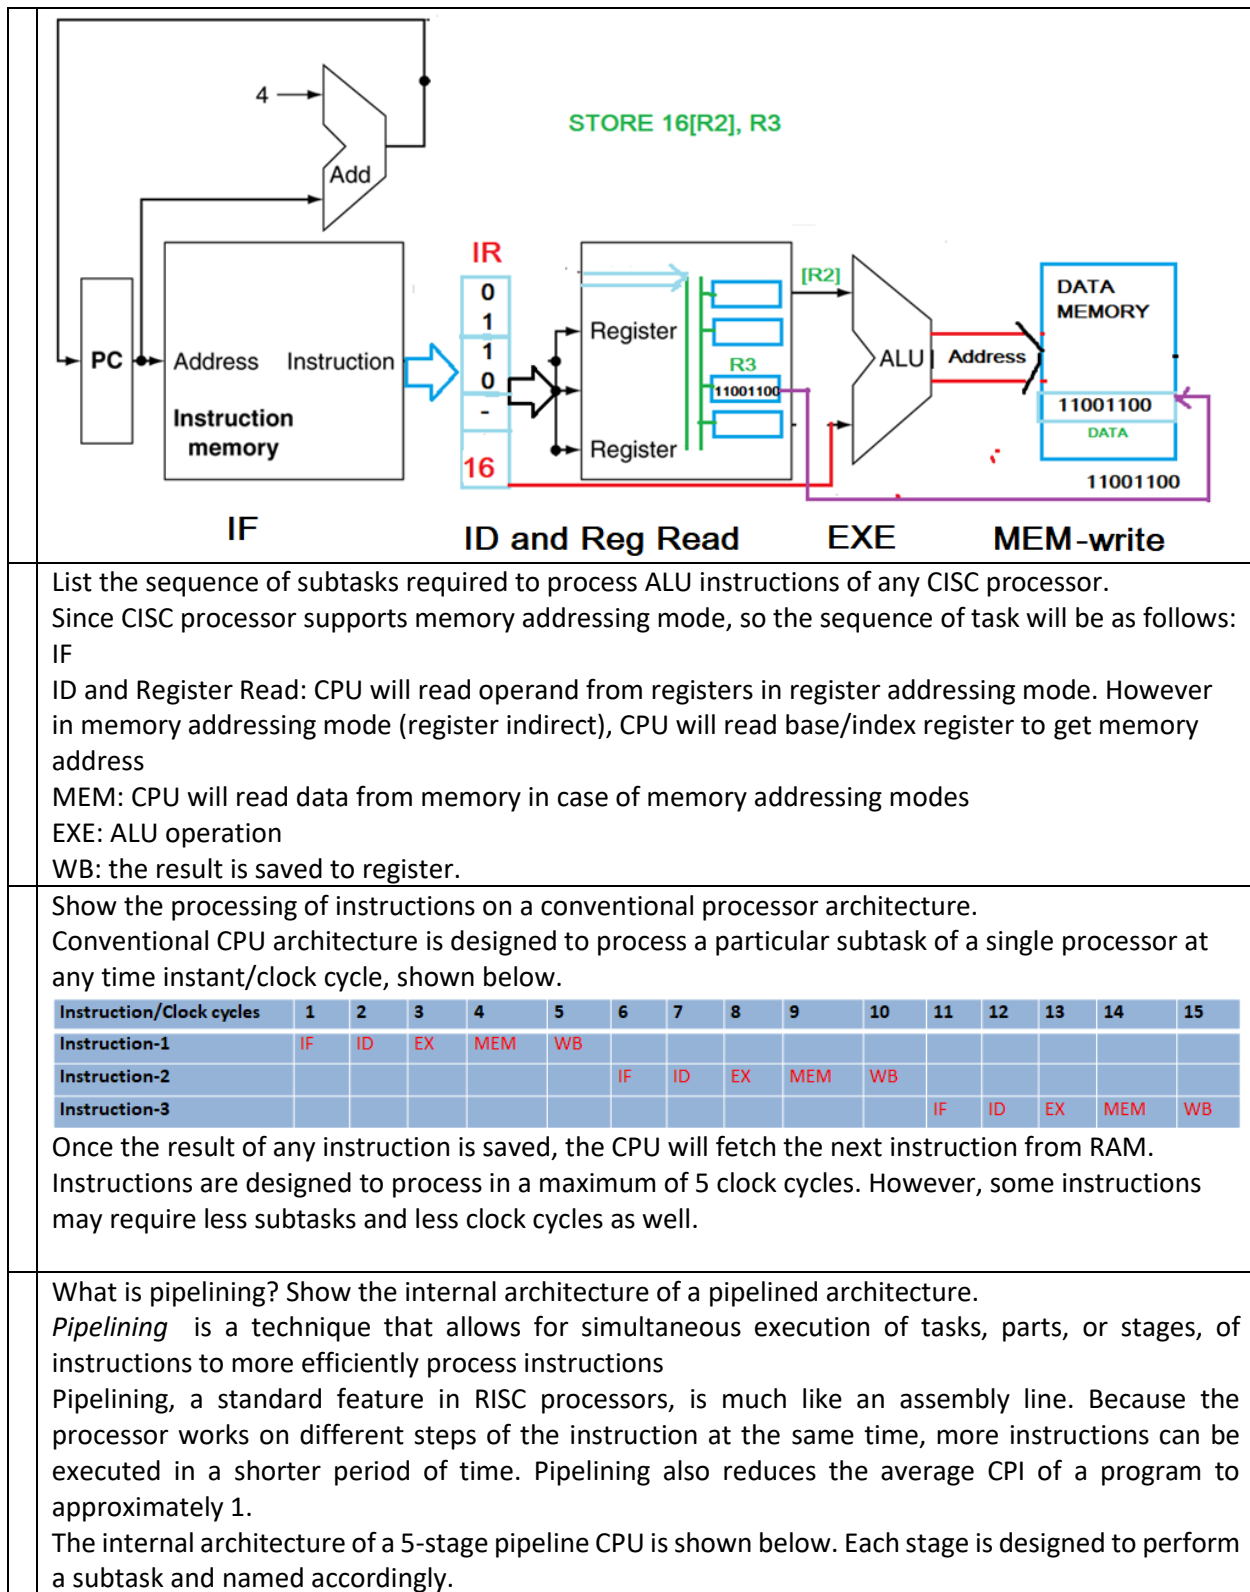 4
STORE 16[R2], R3
Add
IR
0
1
1
0
-
16
PC
Address Instruction
Instruction
memory
Register
Register
R3
11001100
[R2]
ALU
Address
DATA
MEMORY
11001100
DATA
11001100
IF
ID and Reg Read
EXE
MEM-write
List the sequence of subtasks required to process ALU instructions of any CISC processor.
Since CISC processor supports memory addressing mode, so the sequence of task will be as follows:
IF
ID and Register Read: CPU will read operand from registers in register addressing mode. However
in memory addressing mode (register indirect), CPU will read base/index register to get memory
address
MEM: CPU will read data from memory in case of memory addressing modes
EXE: ALU operation
WB: the result is saved to register.
Show the processing of instructions on a conventional processor architecture.
Conventional CPU architecture is designed to process a particular subtask of a single processor at
any time instant/clock cycle, shown below.
Instruction/Clock cycles 1 2 3 4 5 6 7 8 9 10 11 12 13 14 15
Instruction-1 IF ID EX MEM WB
Instruction-2 IF ID EX MEM WB
Instruction-3 IF ID EX MEM WB
Once the result of any instruction is saved, the CPU will fetch the next instruction from RAM.
Instructions are designed to process in a maximum of 5 clock cycles. However, some instructions
may require less subtasks and less clock cycles as well.
What is pipelining? Show the internal architecture of a pipelined architecture.
Pipelining is a technique that allows for simultaneous execution of tasks, parts, or stages, of
instructions to more efficiently process instructions
Pipelining, a standard feature in RISC processors, is much like an assembly line. Because the
processor works on different steps of the instruction at the same time, more instructions can be
executed in a shorter period of time. Pipelining also reduces the average CPI of a program to
approximately 1.
The internal architecture of a 5-stage pipeline CPU is shown below. Each stage is designed to perform
a subtask and named accordingly.